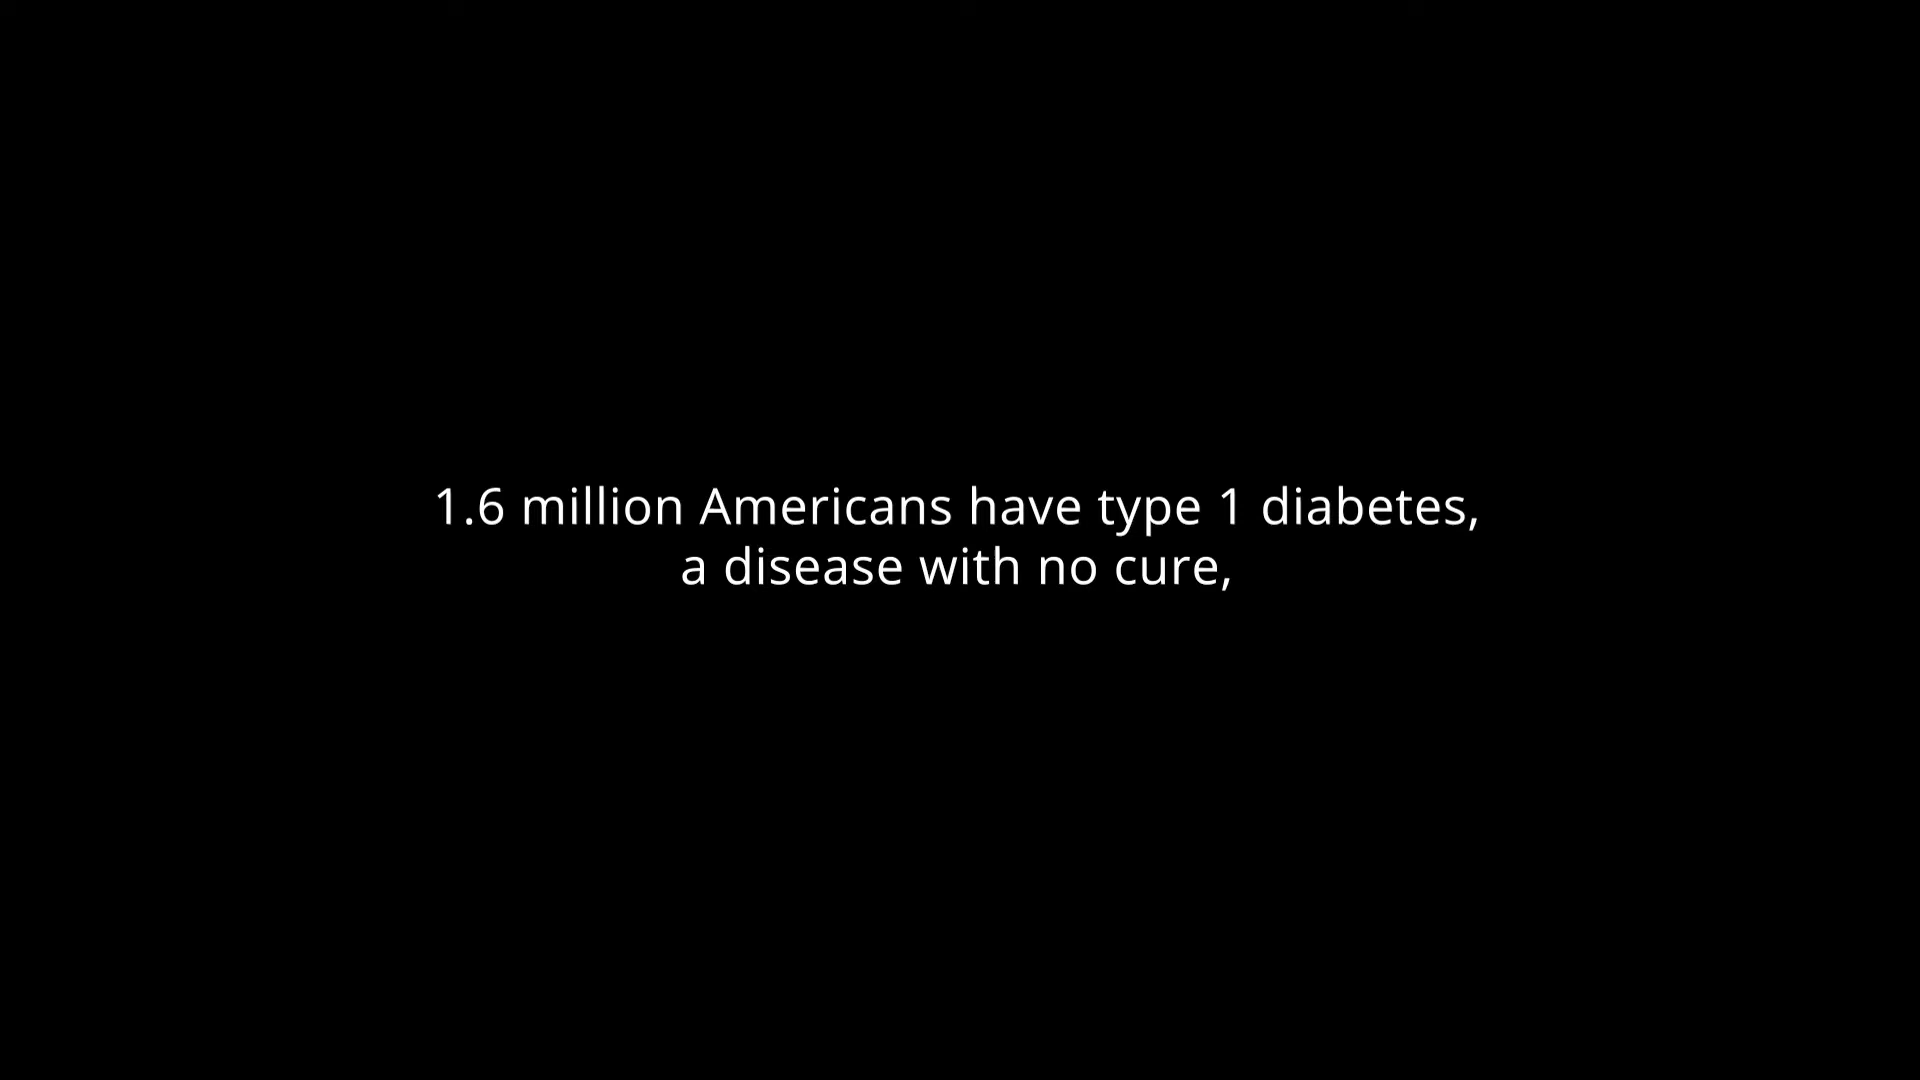 1.6 million Americans have type 1 diabetes,
a disease with no cure,